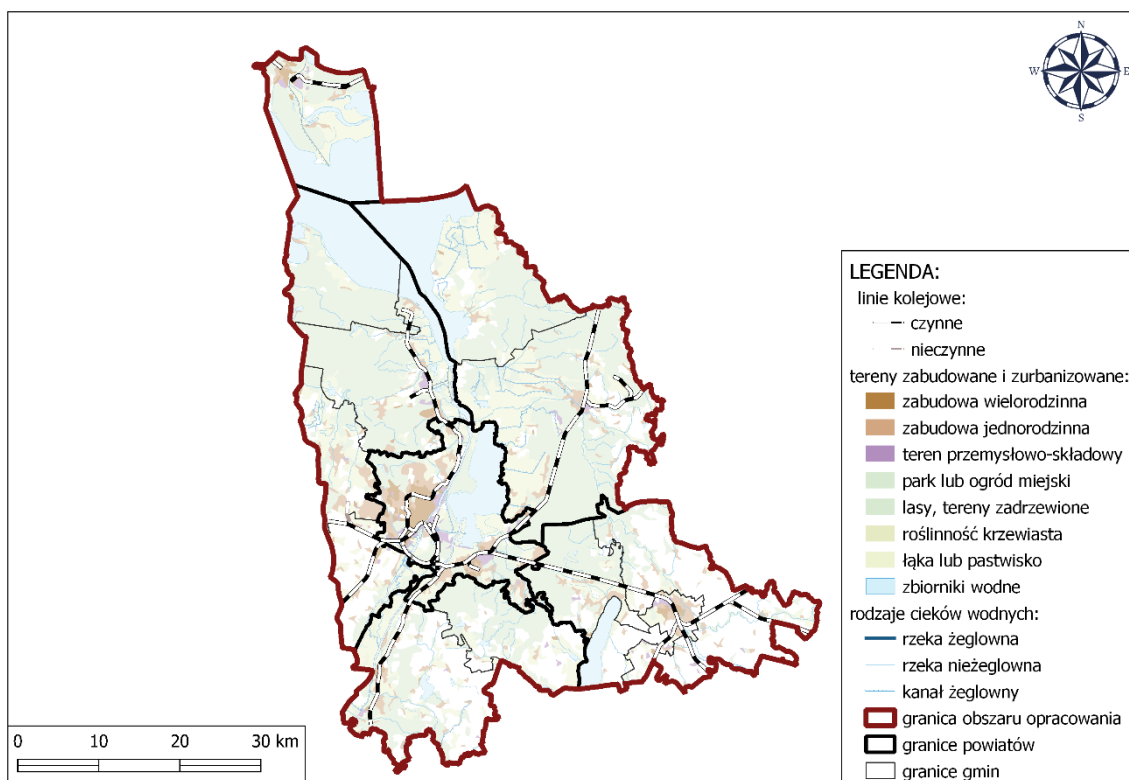 N
W E
S
LEGENDA:
linie kolejowe:
czynne
nieczynne
tereny zabudowane i zurbanizowane:
zabudowa wielorodzinna
zabudowa jednorodzinna
teren przemysłowo-składowy
park lub ogród miejski
lasy, tereny zadrzewione
roślinność krzewiasta
łąka lub pastwisko
zbiorniki wodne
rodzaje cieków wodnych:
rzeka żeglowna
rzeka nieżeglowna
kanał żeglowny
granica obszaru opracowania
granice powiatów
granice gmin
0 10 20 30 km